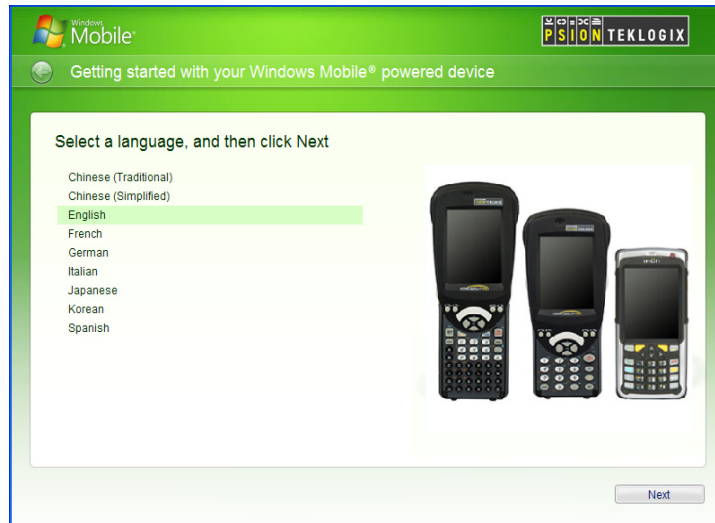 Windows
Mobile®
PSION TEKLOGIX
Getting started with your Windows Mobile® powered device
Select a language, and then click Next
Chinese (Traditional)
Chinese (Simplified)
English
French
German
Italian
Japanese
Korean
Spanish
Next